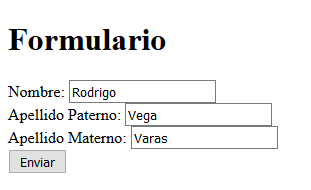 Formulario
Nombre: Rodrigo
Apellido Paterno: Vega
Apellido Materno: Varas
Enviar